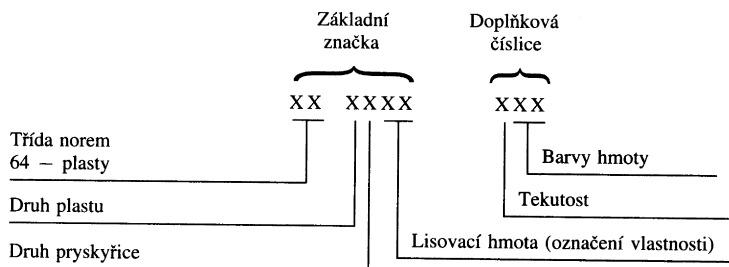 Základní
značka
Doplňková
číslice
XX XXXX XXX
Třída norem
64 – plasty
Barvy hmoty
Druh plastu
Tekutost
Druh pryskyřice
Lisovací hmota (označení vlastnosti)